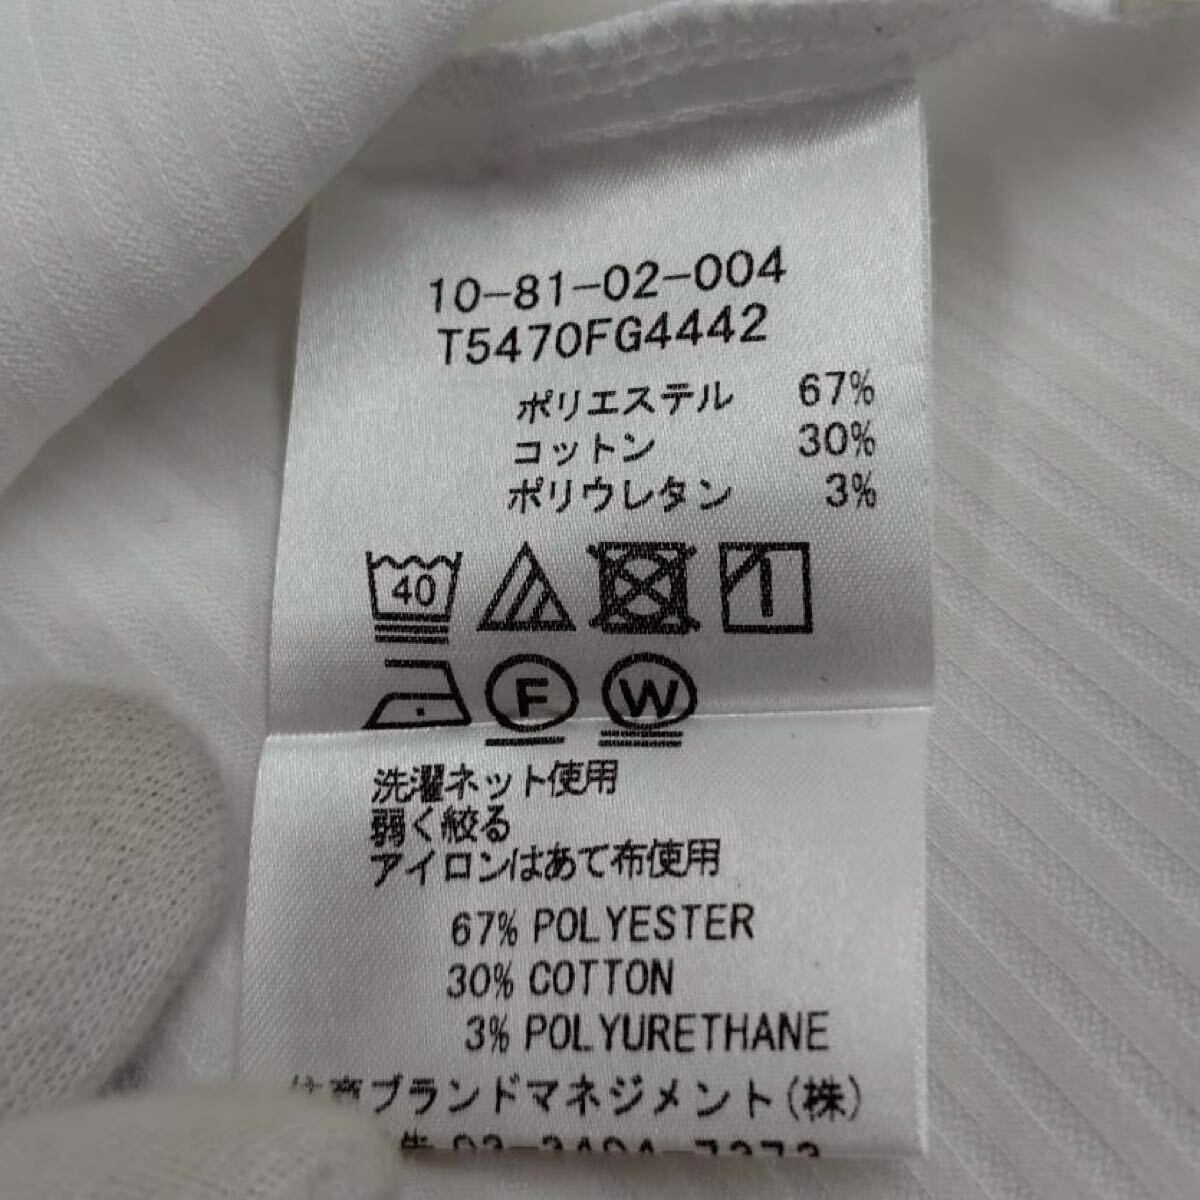 10-81-02-004
T5470FG4442
ポリエステル 67%
コットン 30%
ポリウレタン 3%
40
F W
洗濯ネット使用
弱く絞る
アイロンはあて布使用
67% POLYESTER
30% COTTON
3% POLYURETHANE
商ブランドマネジメント(株)